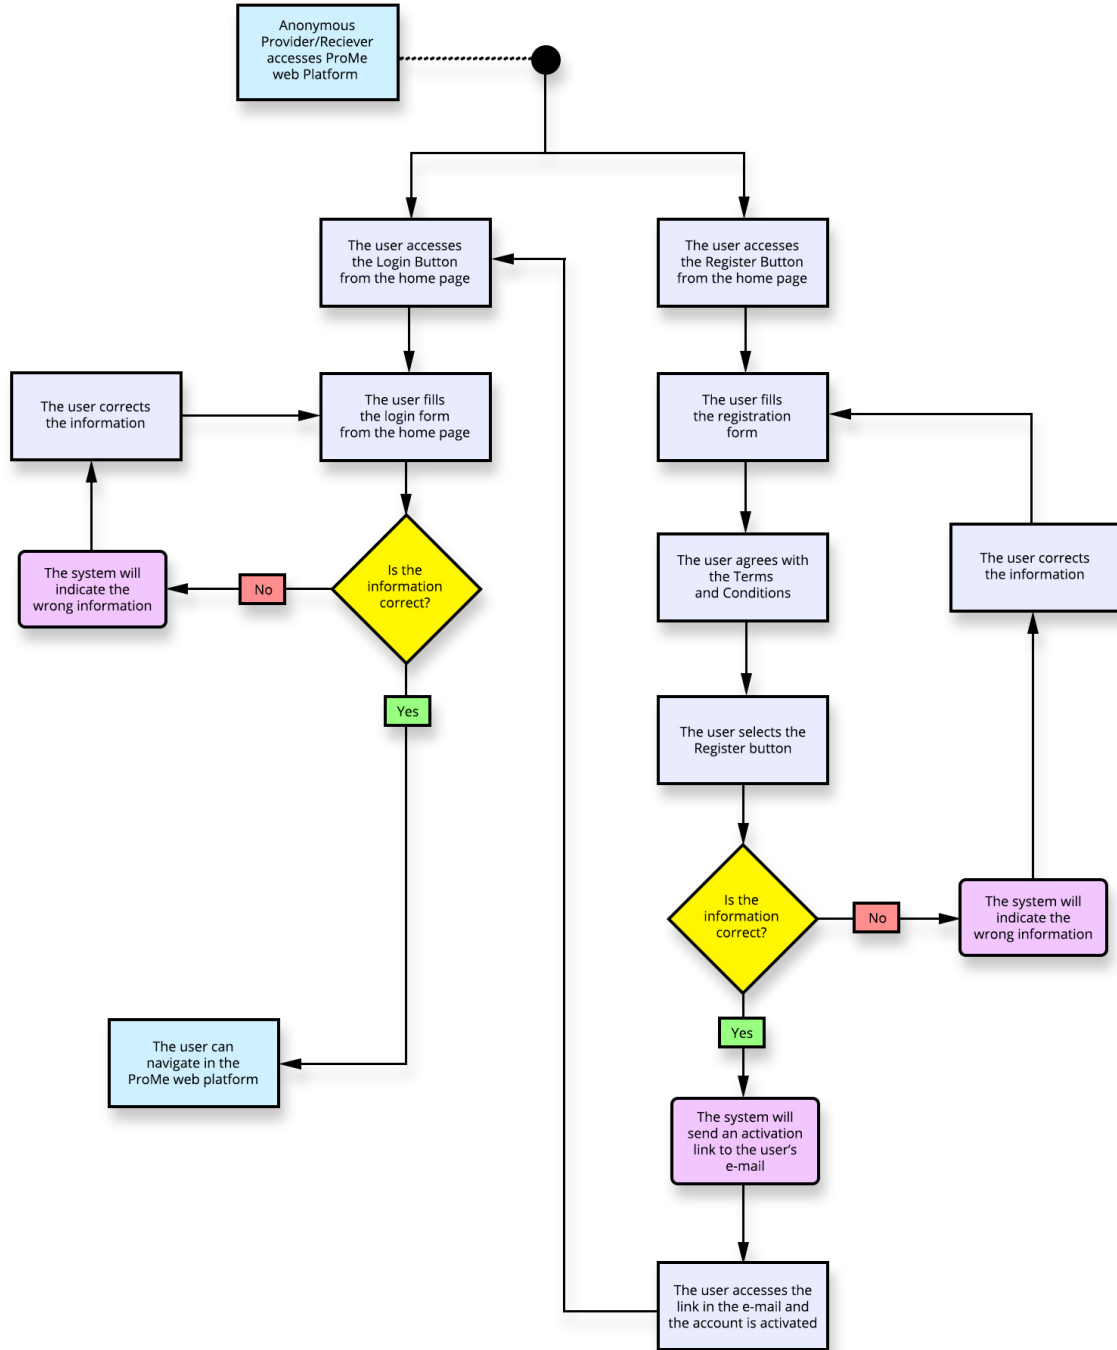 Anonymous
Provider/Reciever
accesses ProMe
web Platform
The user accesses
the Login Button
from the home page
The user accesses
the Register Button
from the home page
The user corrects
the information
The user fills
the login form
from the home page
The user fills
the registration
form
The system will
indicate the
wrong information
No
Is the
information
correct?
The user agrees with
the Terms
and Conditions
The user corrects
the information
Yes
The user selects the
Register button
Is the
information
correct?
No
The system will
indicate the
wrong information
The user can
navigate in the
ProMe web platform
Yes
The system will
send an activation
link to the user's
e-mail
The user accesses the
link in the e-mail and
the account is activated